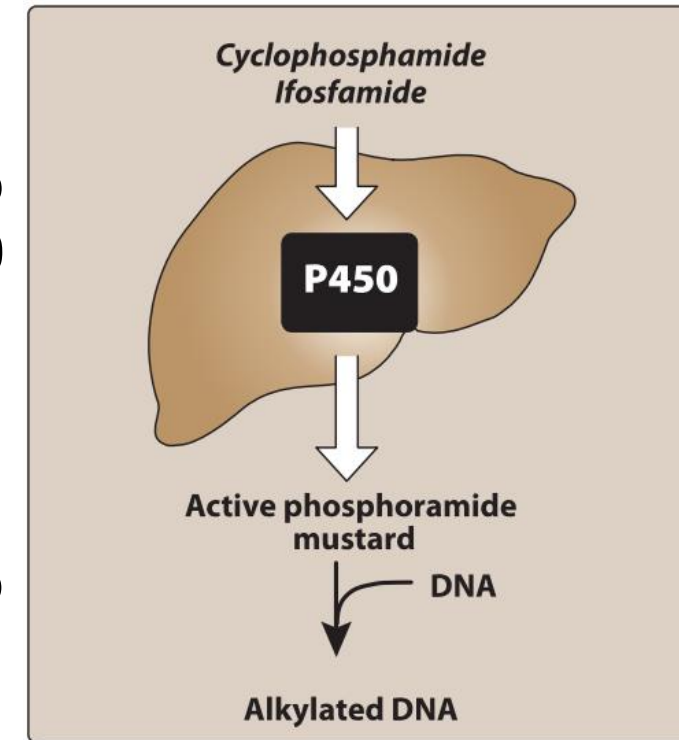 Cyclophosphamide
Ifosfamide
P450
Active phosphoramide
mustard
DNA
Alkylated DNA